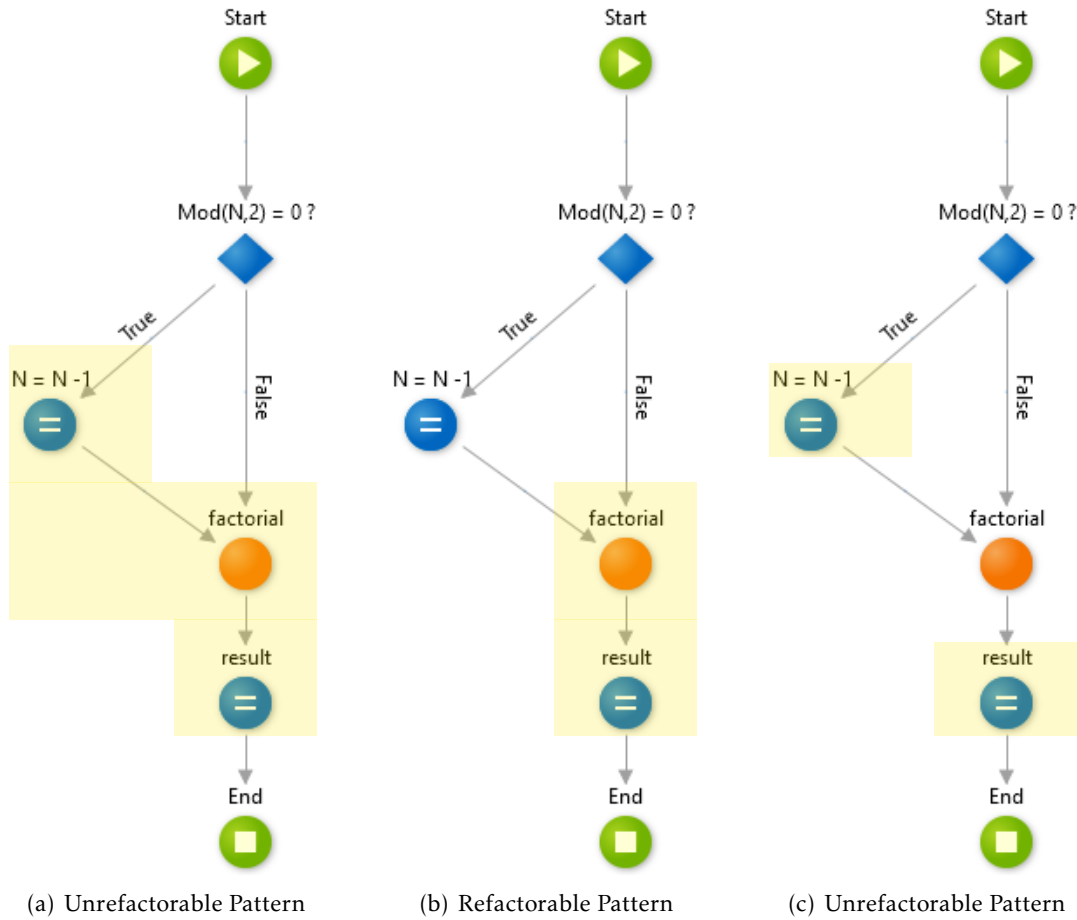 Start
Mod(N,2) = 0 ?
True
False
N = N -1
factorial
result
End
(a) Unrefactorable Pattern
Start
Mod(N,2) = 0 ?
True
False
N = N -1
factorial
result
End
(b) Refactorable Pattern
Start
Mod(N,2) = 0 ?
True
False
N = N -1
factorial
result
End
(c) Unrefactorable Pattern